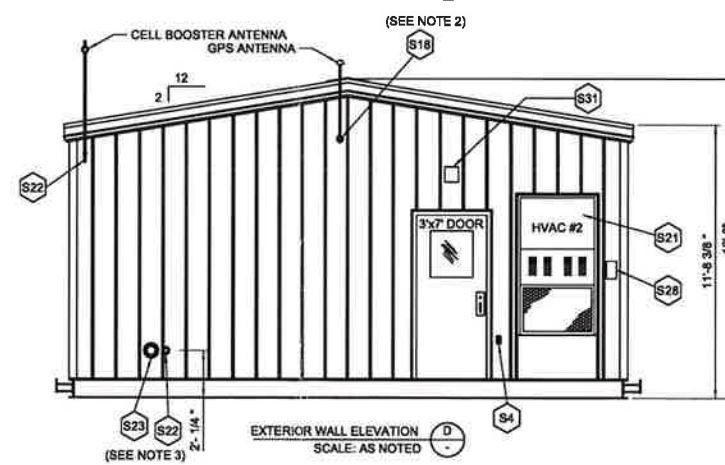 (SEE NOTE 2)
CELL BOOSTER ANTENNA
GPS ANTENNA
S18
12
2
S31
S22
3'x7' DOOR
HVAC #2
S21
S28
11'-8 3/8 "
2'- 1/4 "
S23
S22
S4
(SEE NOTE 3)
EXTERIOR WALL ELEVATION
D
-
SCALE: AS NOTED